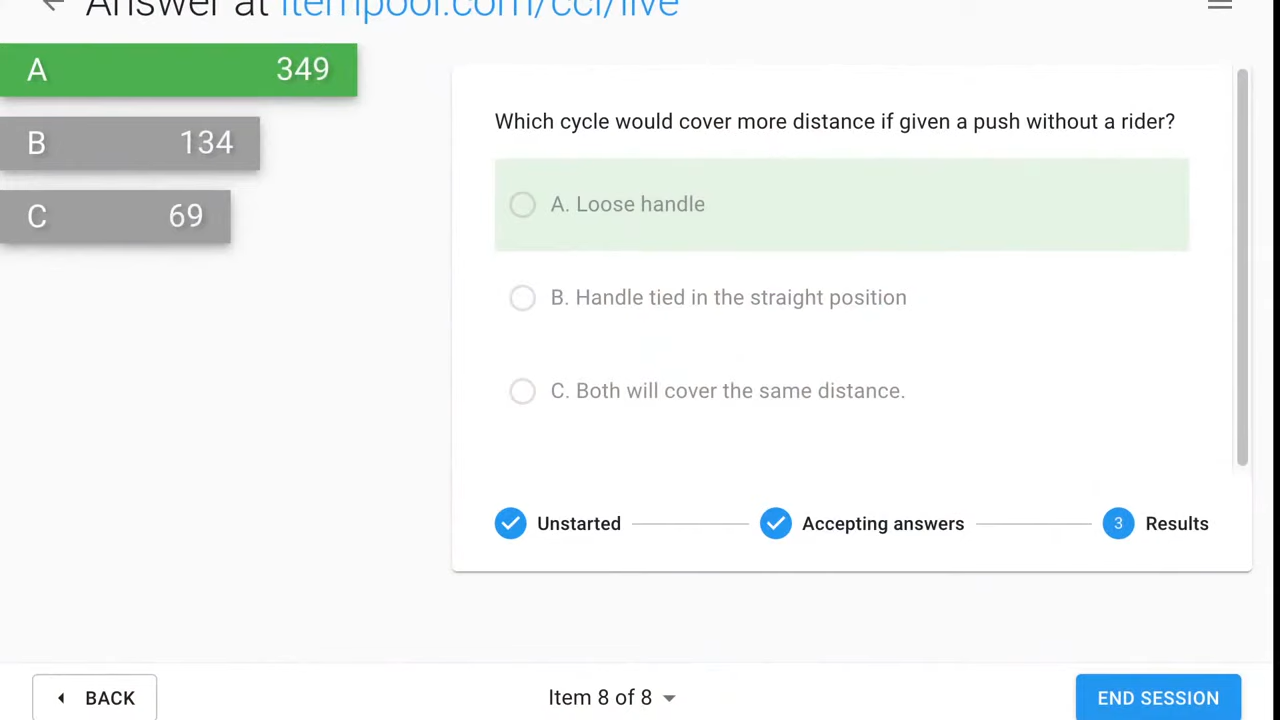 Answer at itempool.com/cci/live
A 349
B 134
C 69
Which cycle would cover more distance if given a push without a rider?
A. Loose handle
B. Handle tied in the straight position
C. Both will cover the same distance.
Unstarted
Accepting answers
3 Results
BACK
Item 8 of 8
END SESSION